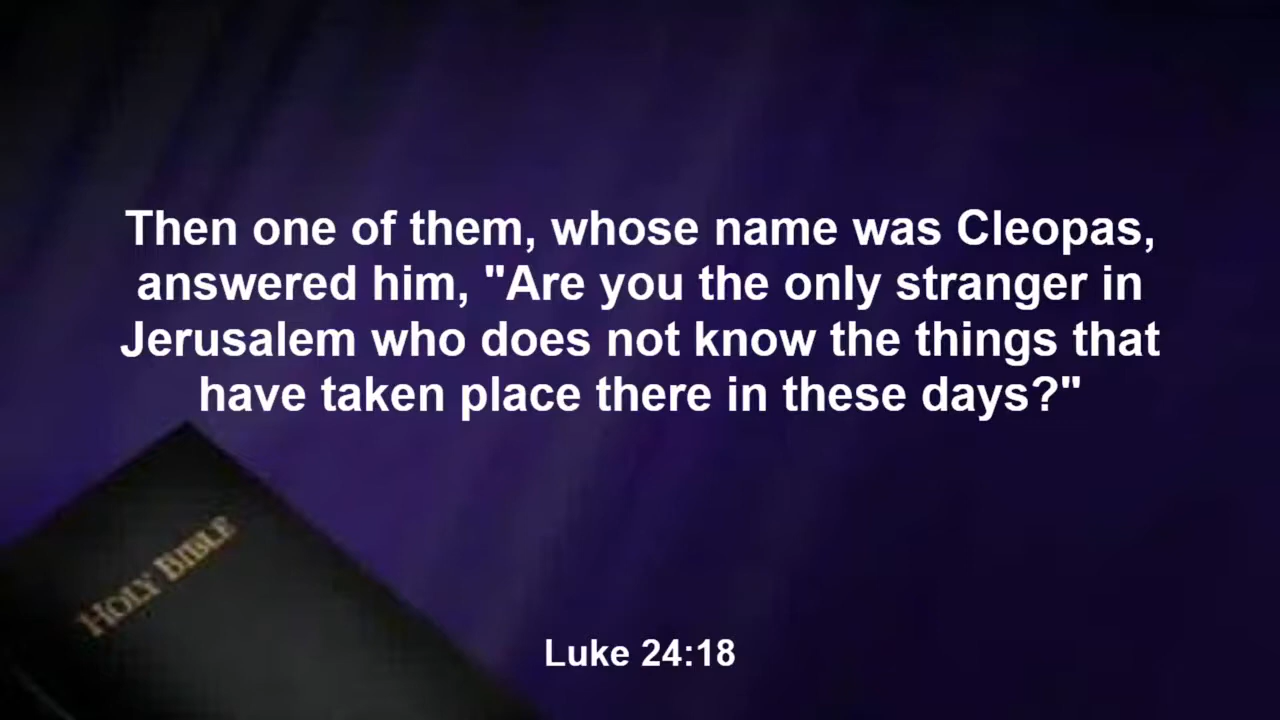 Then one of them, whose name was Cleopas,
answered him, "Are you the only stranger in
Jerusalem who does not know the things that
have taken place there in these days?"
HOLY BIBLE
Luke 24:18